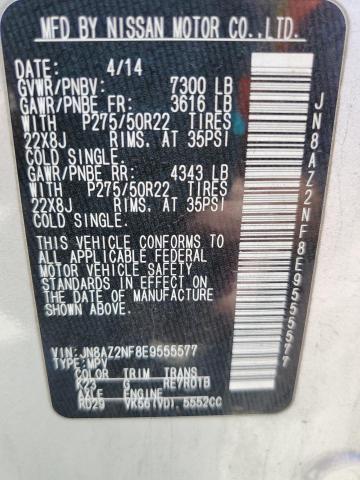 MFD BY NISSAN MOTOR CO.,LTD.
4/14
GVWR/PNBV: 7300 LB
GAWR/PNBE FR: 3616 LB
WITH P275/50R22 TIRES
22X8J RIMS. AT 35PSI
COLD SINGLE.
GAWR/PNBE RR: 4343 LB
WITH P275/50R22 TIRES
22X8J RIMS. AT 35PSI
COLD SINGLE.
THIS VEHICLE CONFORMS TO
ALL APPLICABLE FEDERAL
MOTOR VEHICLE SAFETY
STANDARDS IN EFFECT ON
THE DATE OF MANUFACTURE
SHOWN ABOVE.
VIN: JN8AZ2NF8E9555577
TYPE: MPV
COLOR TRIM TRANS
K23 G RE7R01B
AXLE ENGINE
R029 VK56(VD). 5552CC
JN8AZ2NF8E9555577